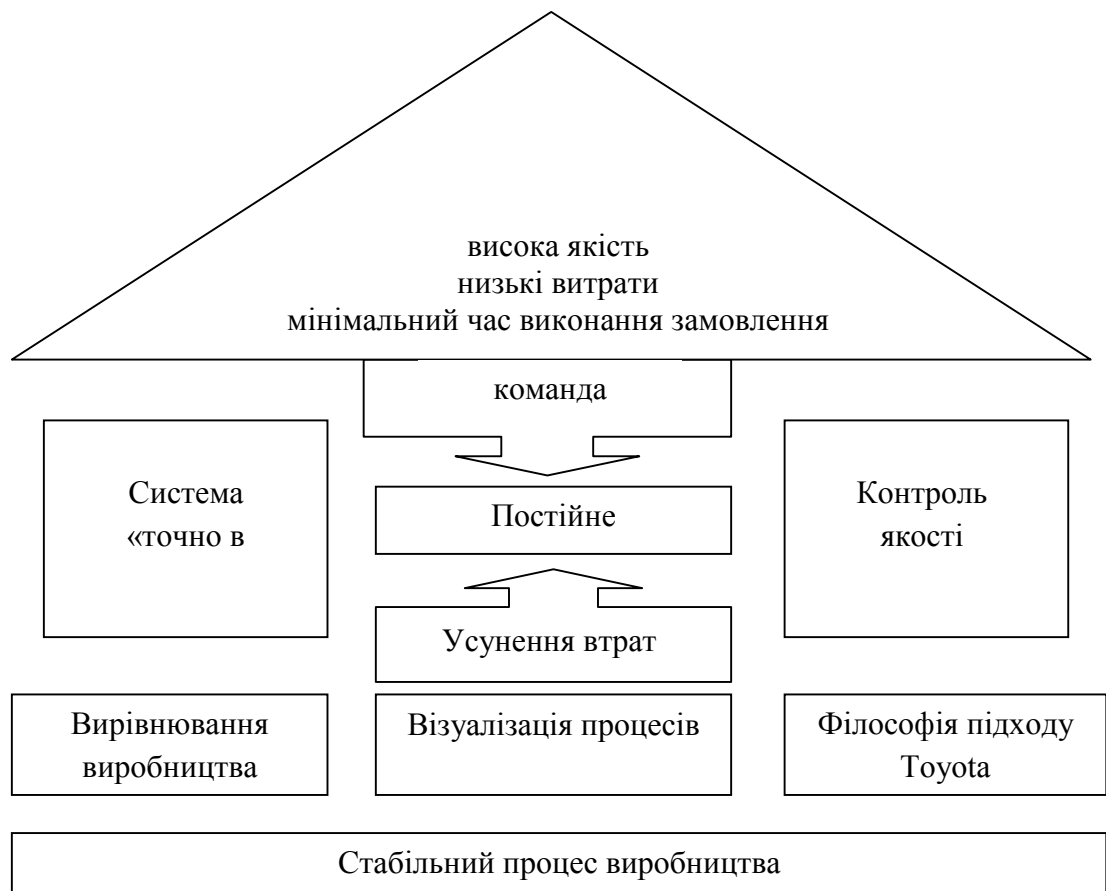 висока якість
низькі витрати
мінімальний час виконання замовлення
команда
Система
«точно в
Постійне
Контроль
якості
Усунення втрат
Вирівнювання
виробництва
Візуалізація процесів
Філософія підходу
Toyota
Стабільний процес виробництва